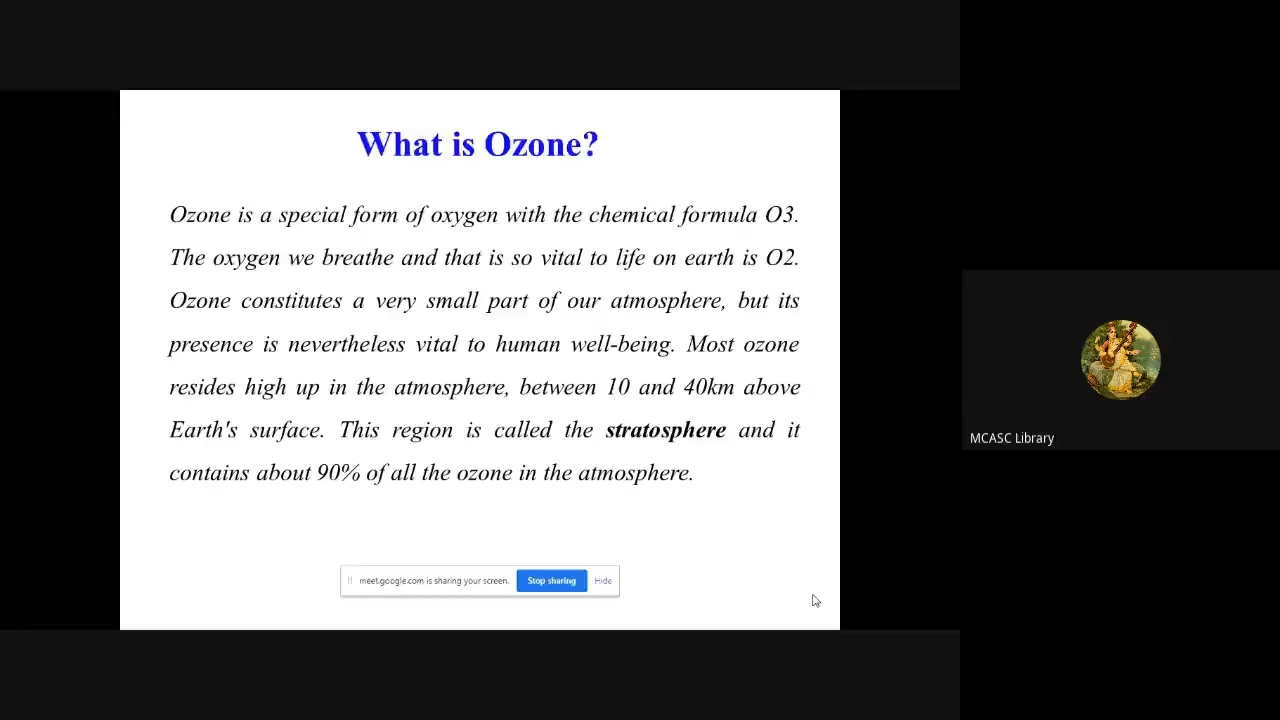 What is Ozone?
Ozone is a special form of oxygen with the chemical formula O3.
The oxygen we breathe and that is so vital to life on earth is O2.
Ozone constitutes a very small part of our atmosphere, but its
presence is nevertheless vital to human well-being. Most ozone
resides high up in the atmosphere, between 10 and 40km above
Earth's surface. This region is called the stratosphere and it
contains about 90% of all the ozone in the atmosphere.
meet.google.com is sharing your screen. Stop sharing Hide
MCASC Library